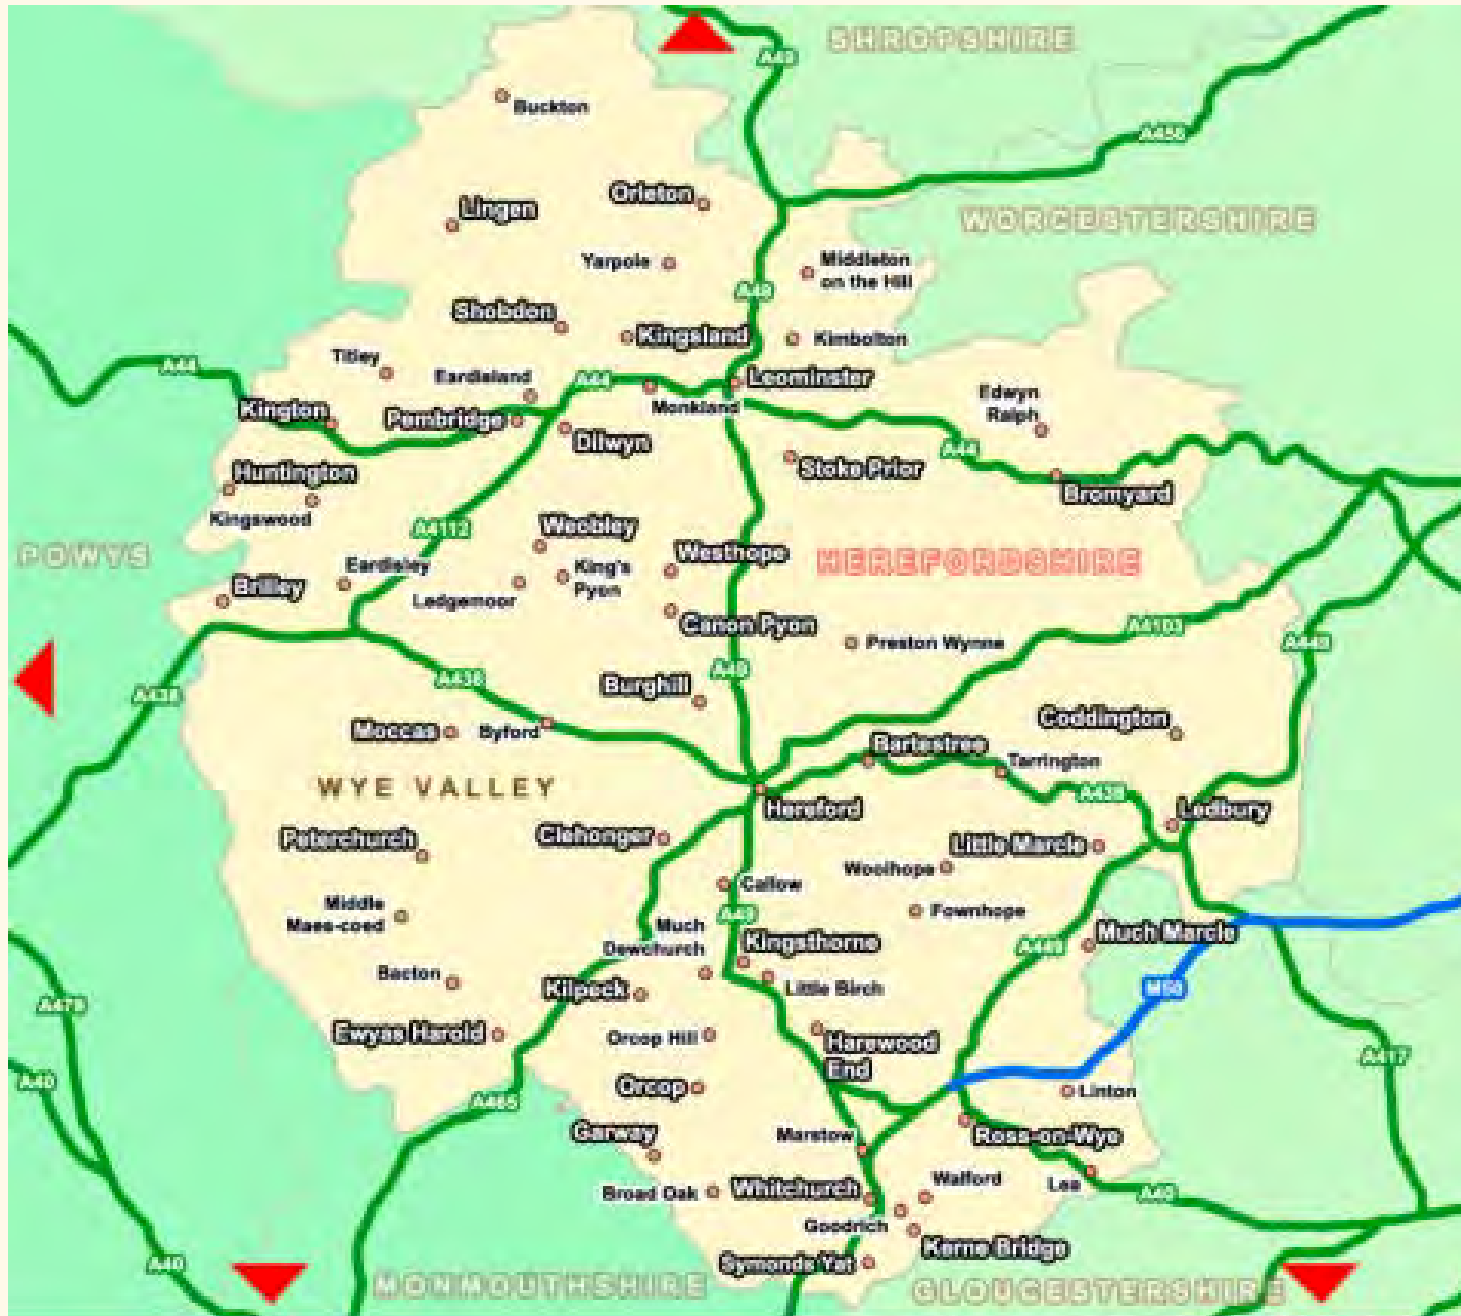 SHROPSHIRE
A49
Buckton
A456
Orleton
Lingen
WORCESTERSHIRE
Yarpole
Middleton
on the Hill
A49
Shobdon
Kingsland
Kimbolton
Titley
A44
Eardisland
A44
Leominster
Monkland
Edwyn
Ralph
Kington
Pembridge
Dilwyn
A44
Stoke Prior
Huntington
Bromyard
Kingswood
A4112
Weobley
POWYS
Westhope
HEREFORDSHIRE
Eardisley
King's
Pyon
Brilley
Ledgemoor
Canon Pyon
A4103
Preston Wynne
A449
A49
A438
A438
Burghill
Coddington
Moccas
Byford
Bartestree
Tarrington
WYE VALLEY
A438
Hereford
Ledbury
Peterchurch
Clehonger
Little Marcle
Woolhope
Callow
Middle
Maes-coed
A49
Fownhope
Much
Dewchurch
Kingsthorne
Much Marcle
A449
Bacton
Kilpeck
Little Birch
M50
A479
Ewyas Harold
Orcop Hill
Harewood
End
A417
A40
Orcop
Linton
A465
Garway
Marstow
Ross-on-Wye
Broad Oak
Whitchurch
Walford
Lea
A40
Goodrich
Kerne Bridge
A40
Symonds Yat
MONMOUTHSHIRE
GLOUCESTERSHIRE